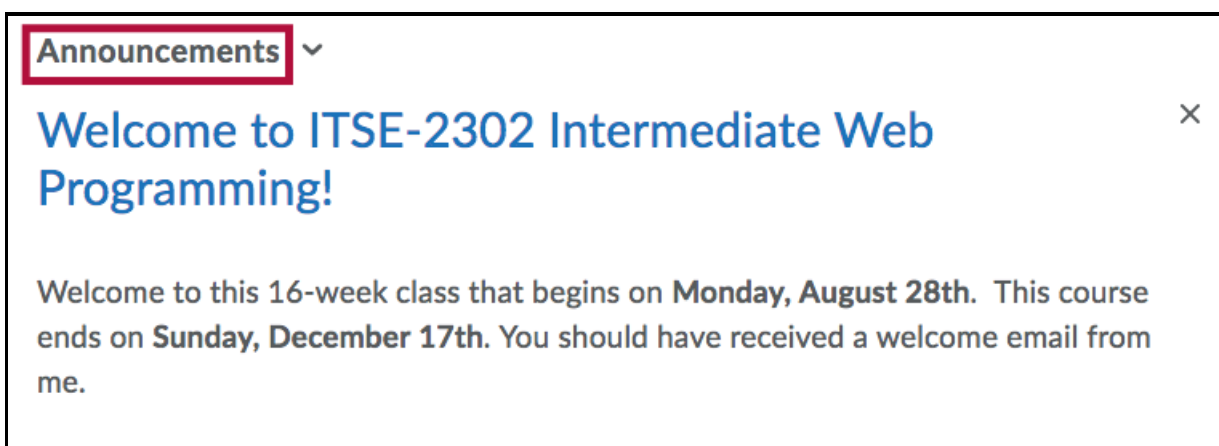 Announcements
Welcome to ITSE-2302 Intermediate Web
Programming!
Welcome to this 16-week class that begins on Monday, August 28th.  This course
ends on Sunday, December 17th. You should have received a welcome email from
me.